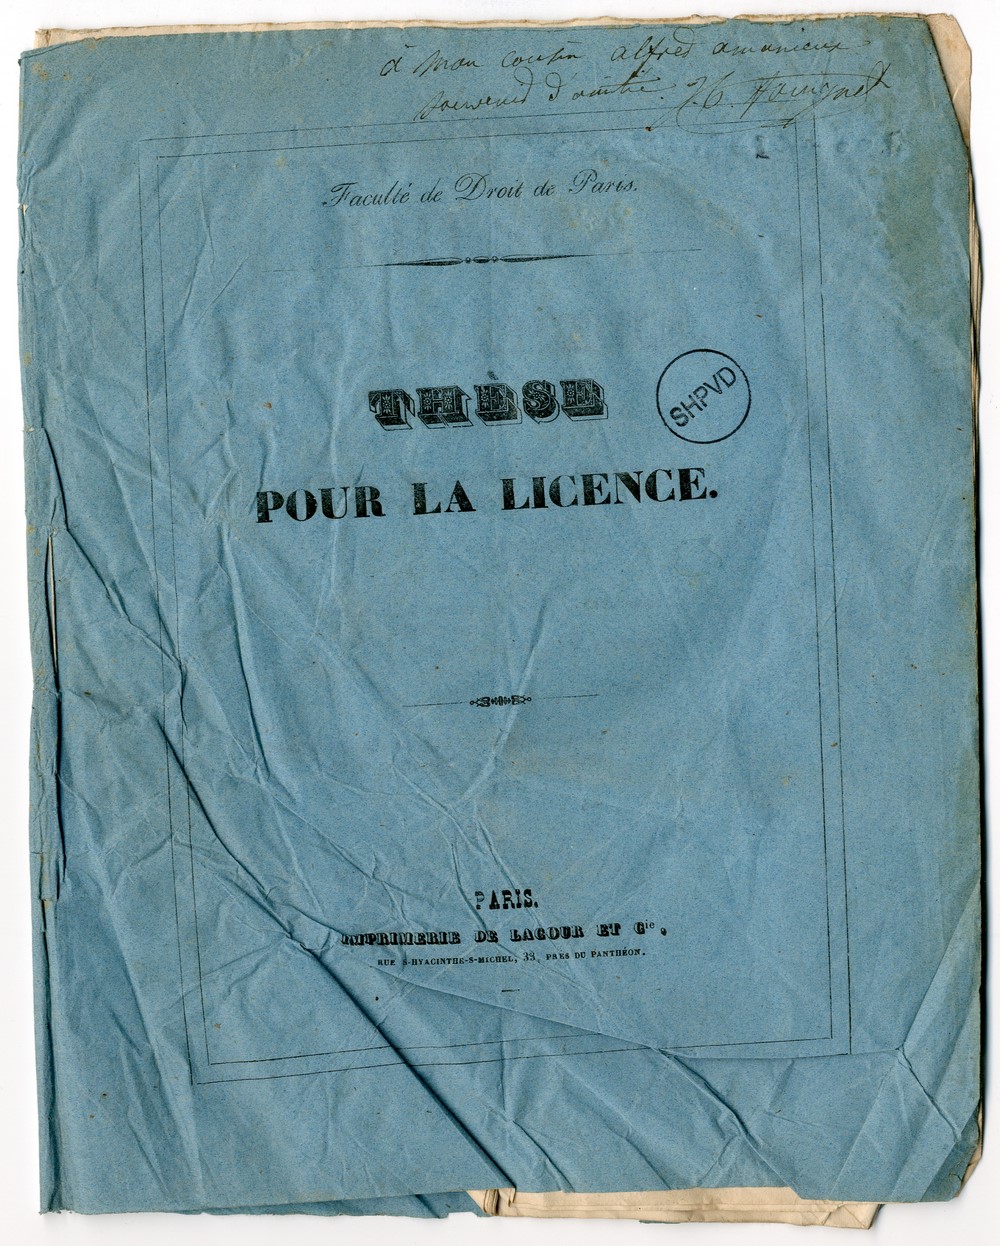 à mon cousin alfred amanieux
souvenir d'amitié.
Faculté de Droit de Paris.
THÈSE
SHPVD
POUR LA LICENCE.
PARIS.
IMPRIMERIE DE LACOUR ET Cie,
RUE S-HYACINTHE-S-MICHEL, 33, PRES DU PANTHÉON.